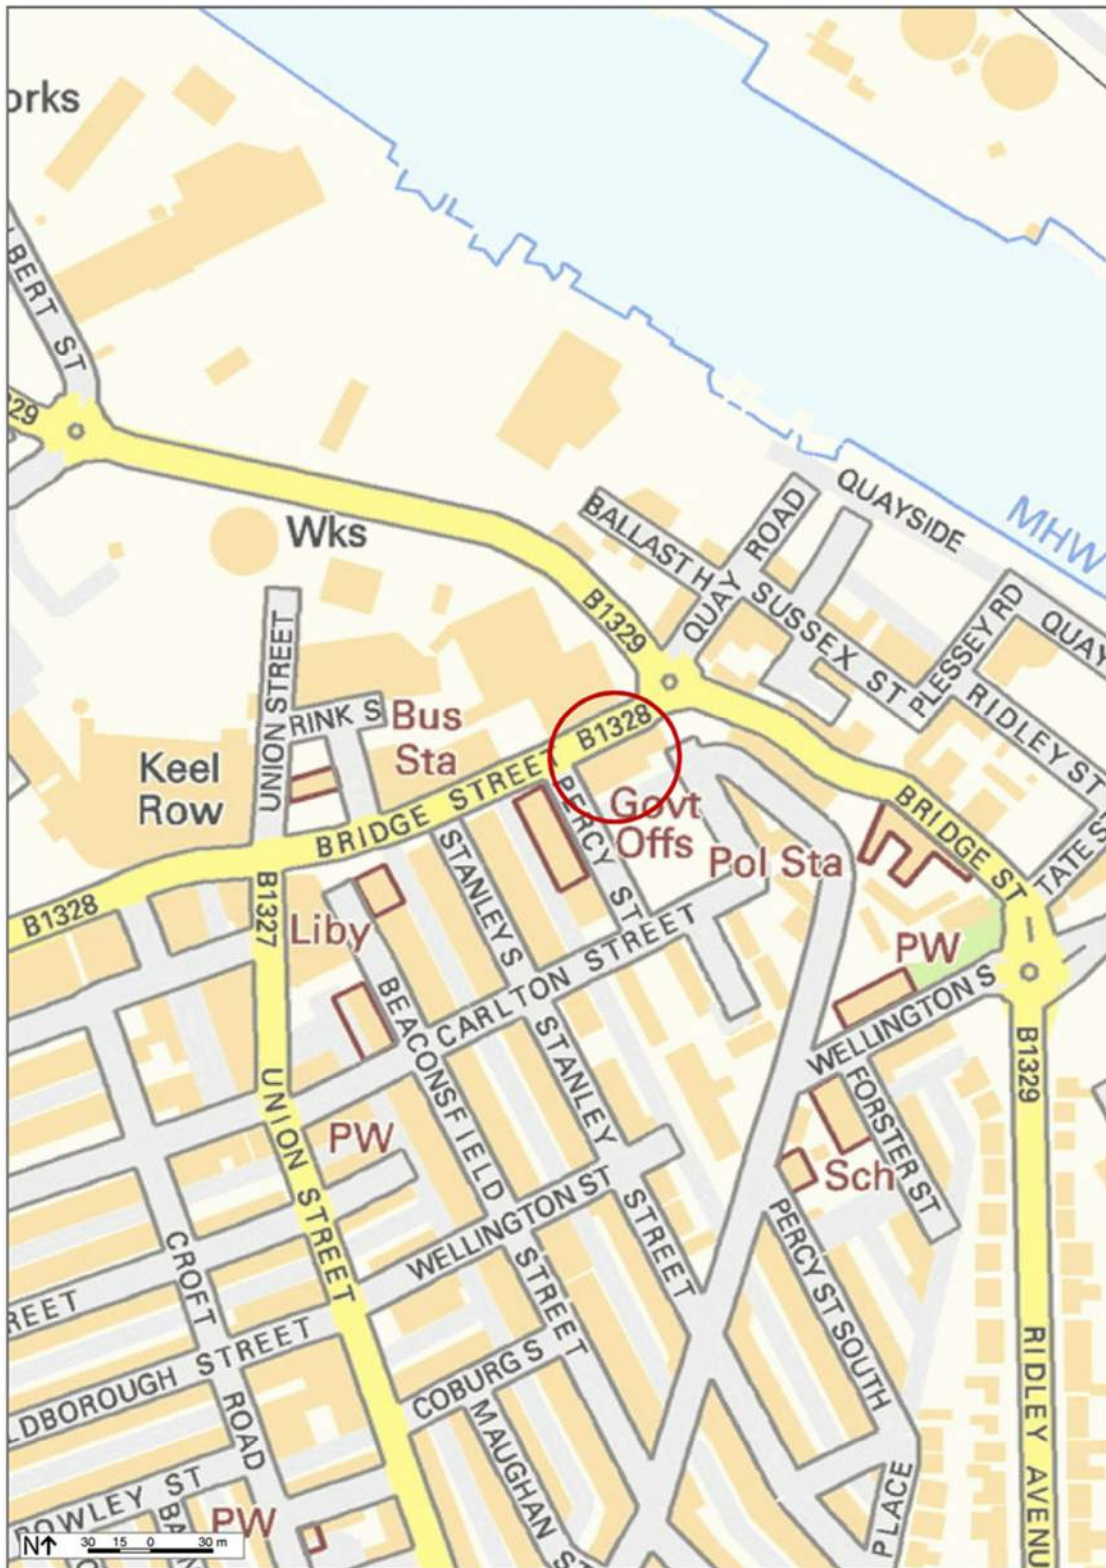 orks
LBERT ST
29
Wks
QUAYSIDE
MHW
BALLAST H
QUAY ROAD
SUSSEX ST
B1329
PLESSEY RD
QUAY
RIDLEY ST
UNION STREET
RINK S
Bus
Sta
B1328
Keel
Row
BRIDGE STREET
Govt
Offs
PERCY STREET
Pol Sta
BRIDGE ST
TATE S
B1328
B1327
Liby
STANLEY S
CARLTON STREET
PW
WELLINGTON S
BEACONSFIELD STREET
STANLEY STREET
B1329
FORSTER ST
UNION STREET
PW
Sch
WELLINGTON ST
PERCY ST SOUTH
CROFT ROAD
REET
LDBOROUGH STREET
COBURG S
MAUGHAN ST
RIDLEY AVENU
OWLEY ST
BA
PW
PLACE
N
30 15 0 30 m